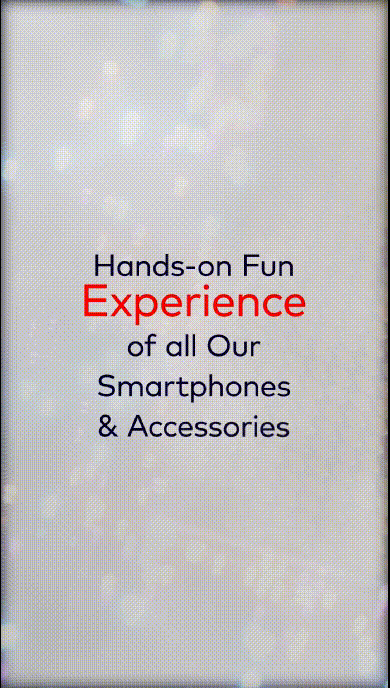 Hands-on Fun
Experience
of all Our
Smartphones
& Accessories